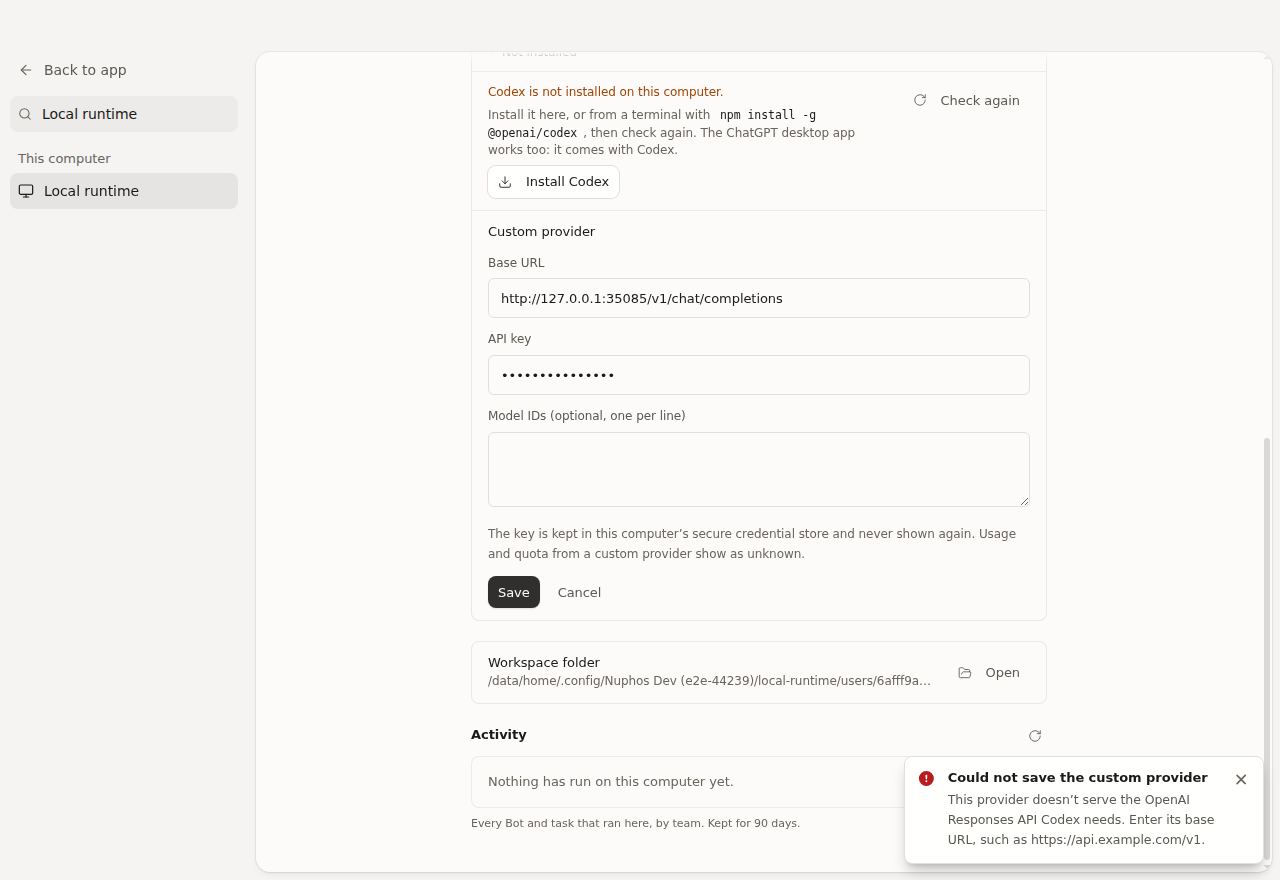 Back to app
Local runtime
This computer
Local runtime
Not installed
Codex is not installed on this computer.
Check again
Install it here, or from a terminal with npm install -g
@openai/codex , then check again. The ChatGPT desktop app
works too: it comes with Codex.
Install Codex
Custom provider
Base URL
http://127.0.0.1:35085/v1/chat/completions
API key
•••••••••••••••
Model IDs (optional, one per line)
The key is kept in this computer’s secure credential store and never shown again. Usage
and quota from a custom provider show as unknown.
Save
Cancel
Workspace folder
/data/home/.config/Nuphos Dev (e2e-44239)/local-runtime/users/6afff9a…
Open
Activity
Nothing has run on this computer yet.
Every Bot and task that ran here, by team. Kept for 90 days.
Could not save the custom provider
This provider doesn’t serve the OpenAI
Responses API Codex needs. Enter its base
URL, such as https://api.example.com/v1.